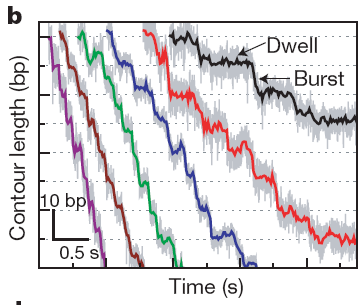 b
Dwell
Burst
Contour length (bp)
10 bp
0.5 s
Time (s)